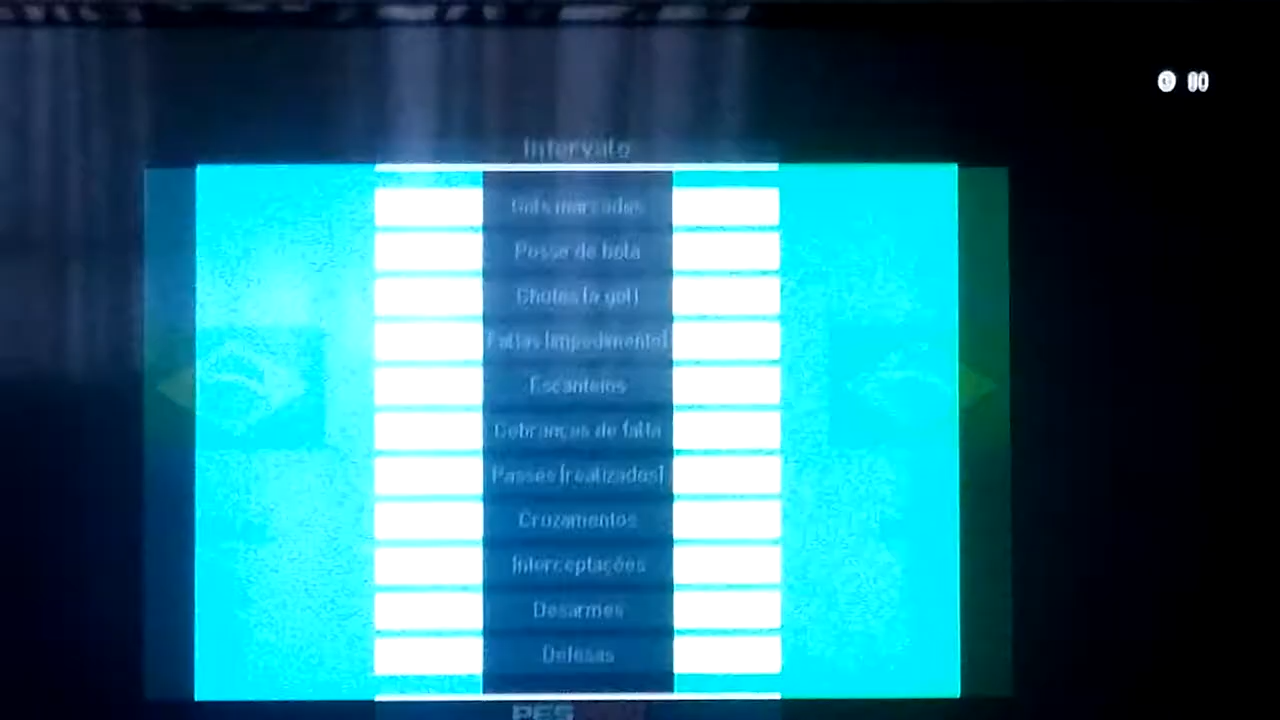 Intervalo
Gols marcados
Posse de bola
Chutes (a gol)
Faltas (impedimento)
Escanteios
Cobranças de falta
Passes (realizados)
Cruzamentos
Interceptações
Desarmes
Defesas
PES